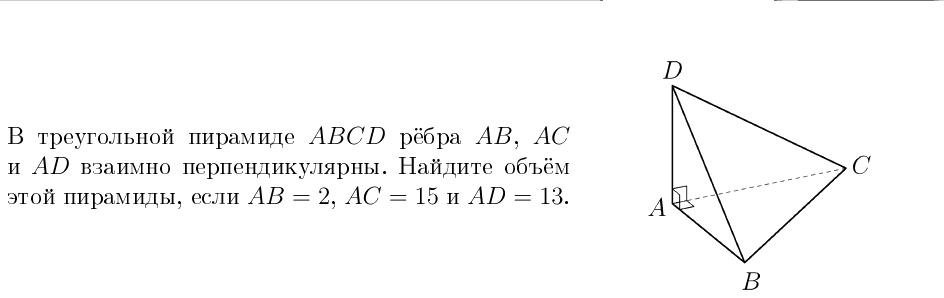 D
В треугольной пирамиде ABCD рёбра AB, AC
и AD взаимно перпендикулярны. Найдите объём
этой пирамиды, если AB = 2, AC = 15 и AD = 13.
C
A
B